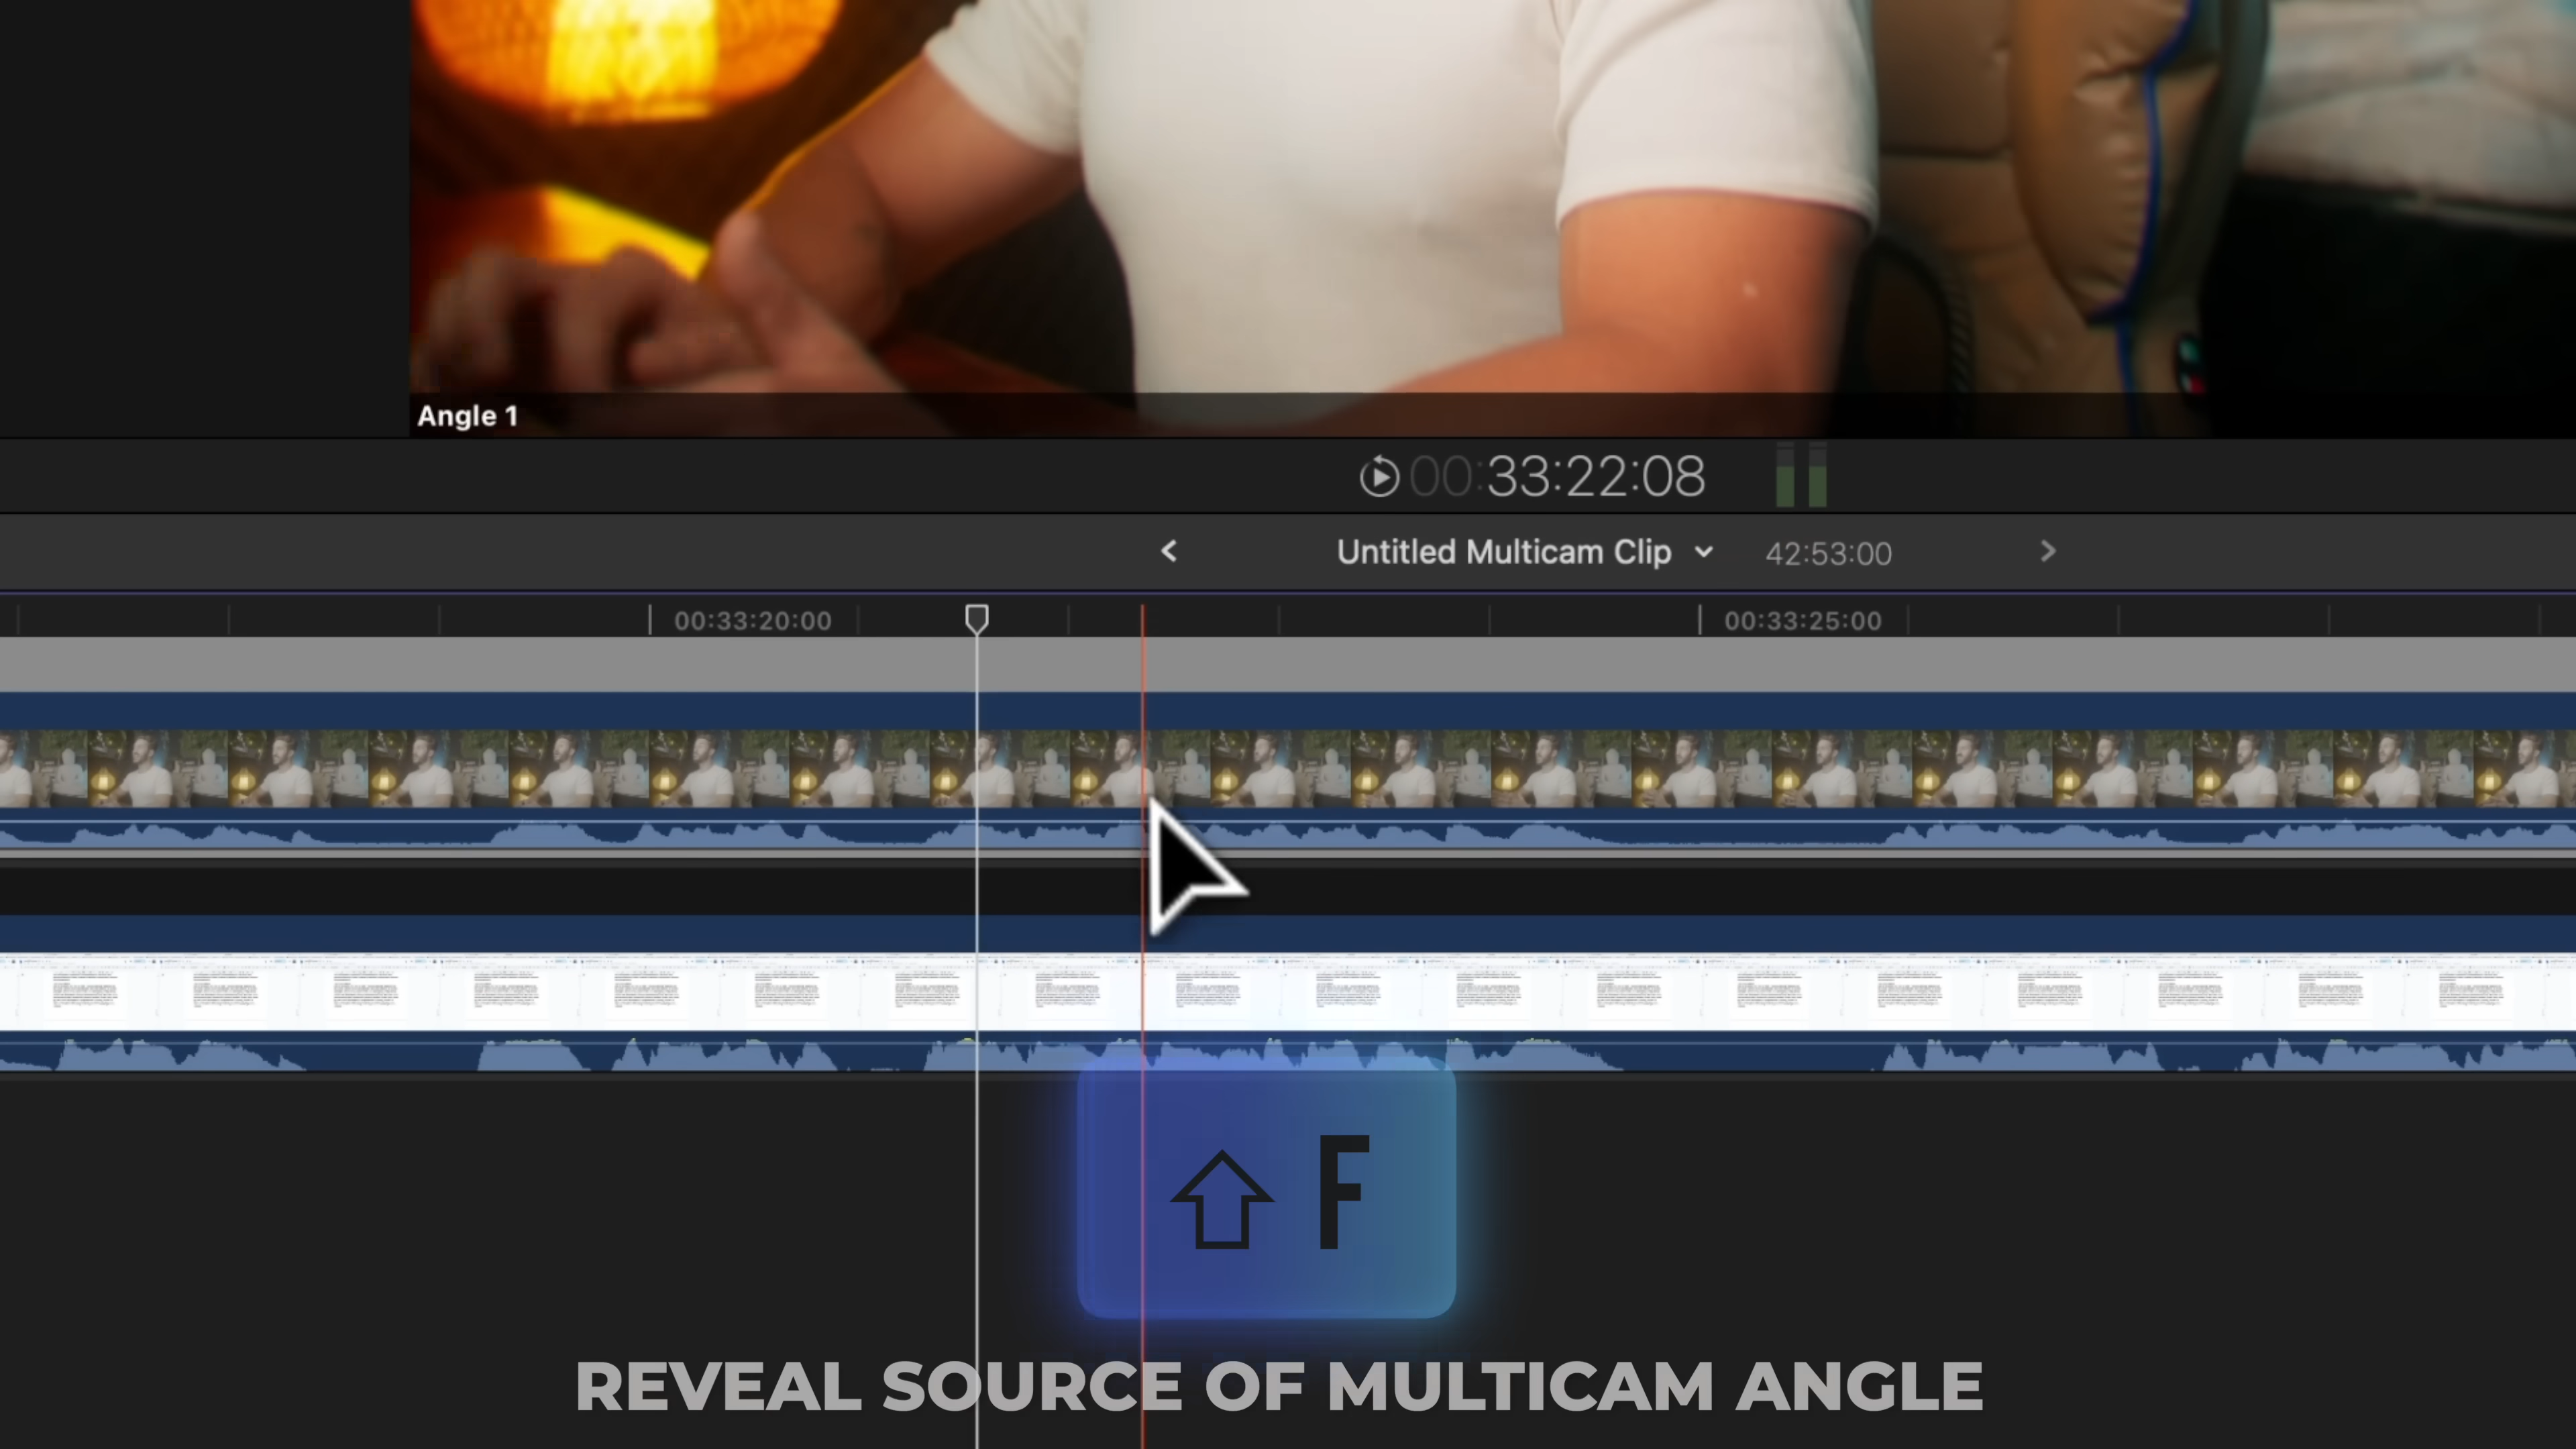 Angle 1
00:33:22:08
Untitled Multicam Clip 42:53:00
00:33:20:00 00:33:25:00
⇧ F
REVEAL SOURCE OF MULTICAM ANGLE